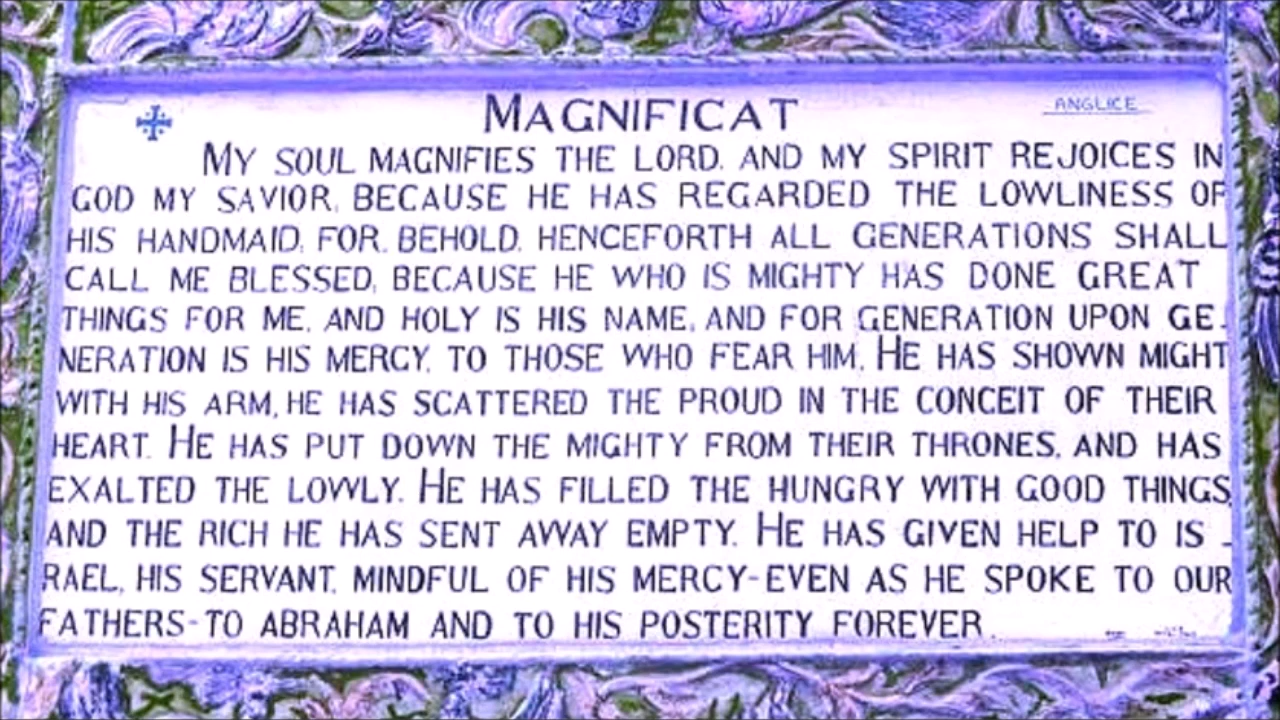 MAGNIFICAT
ANGLICE
MY SOUL MAGNIFIES THE LORD, AND MY SPIRIT REJOICES IN
GOD MY SAVIOR, BECAUSE HE HAS REGARDED THE LOWLINESS OF
HIS HANDMAID, FOR, BEHOLD, HENCEFORTH ALL GENERATIONS SHALL
CALL ME BLESSED, BECAUSE HE WHO IS MIGHTY HAS DONE GREAT
THINGS FOR ME, AND HOLY IS HIS NAME, AND FOR GENERATION UPON GE-
NERATION IS HIS MERCY, TO THOSE WHO FEAR HIM, HE HAS SHOWN MIGHT
WITH HIS ARM, HE HAS SCATTERED THE PROUD IN THE CONCEIT OF THEIR
HEART. HE HAS PUT DOWN THE MIGHTY FROM THEIR THRONES, AND HAS
EXALTED THE LOWLY. HE HAS FILLED THE HUNGRY WITH GOOD THINGS,
AND THE RICH HE HAS SENT AWAY EMPTY. HE HAS GIVEN HELP TO IS-
RAEL, HIS SERVANT, MINDFUL OF HIS MERCY-EVEN AS HE SPOKE TO OUR
FATHERS-TO ABRAHAM AND TO HIS POSTERITY FOREVER.